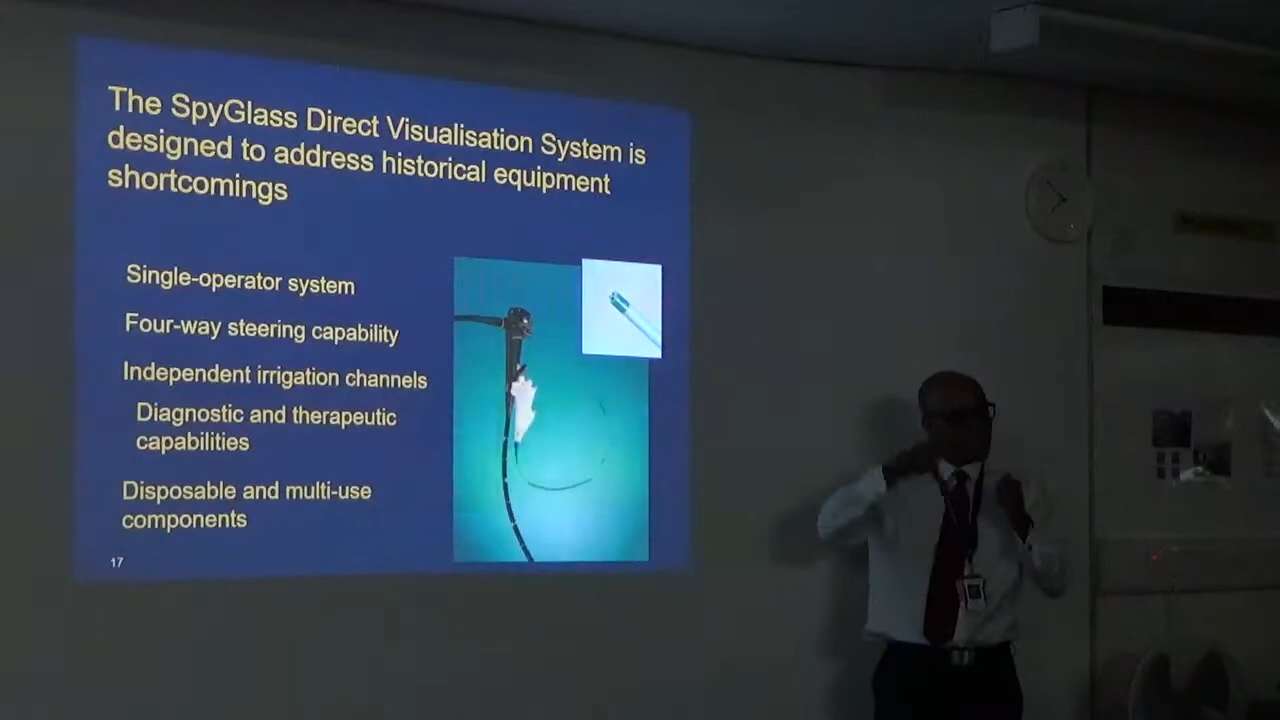 The SpyGlass Direct Visualisation System is
designed to address historical equipment
shortcomings
Single-operator system
Four-way steering capability
Independent irrigation channels
Diagnostic and therapeutic
capabilities
Disposable and multi-use
components
17